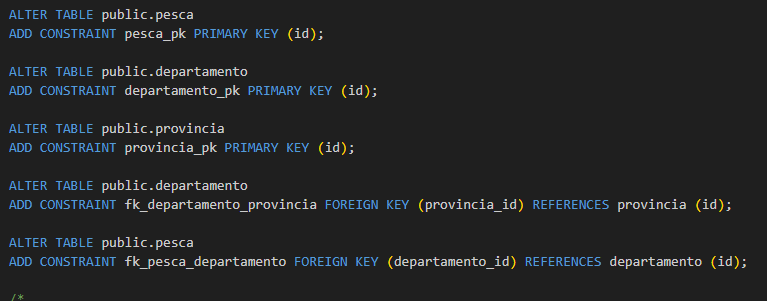 ALTER TABLE public.pesca
ADD CONSTRAINT pesca_pk PRIMARY KEY (id);
ALTER TABLE public.departamento
ADD CONSTRAINT departamento_pk PRIMARY KEY (id);
ALTER TABLE public.provincia
ADD CONSTRAINT provincia_pk PRIMARY KEY (id);
ALTER TABLE public.departamento
ADD CONSTRAINT fk_departamento_provincia FOREIGN KEY (provincia_id) REFERENCES provincia (id);
ALTER TABLE public.pesca
ADD CONSTRAINT fk_pesca_departamento FOREIGN KEY (departamento_id) REFERENCES departamento (id);
/*